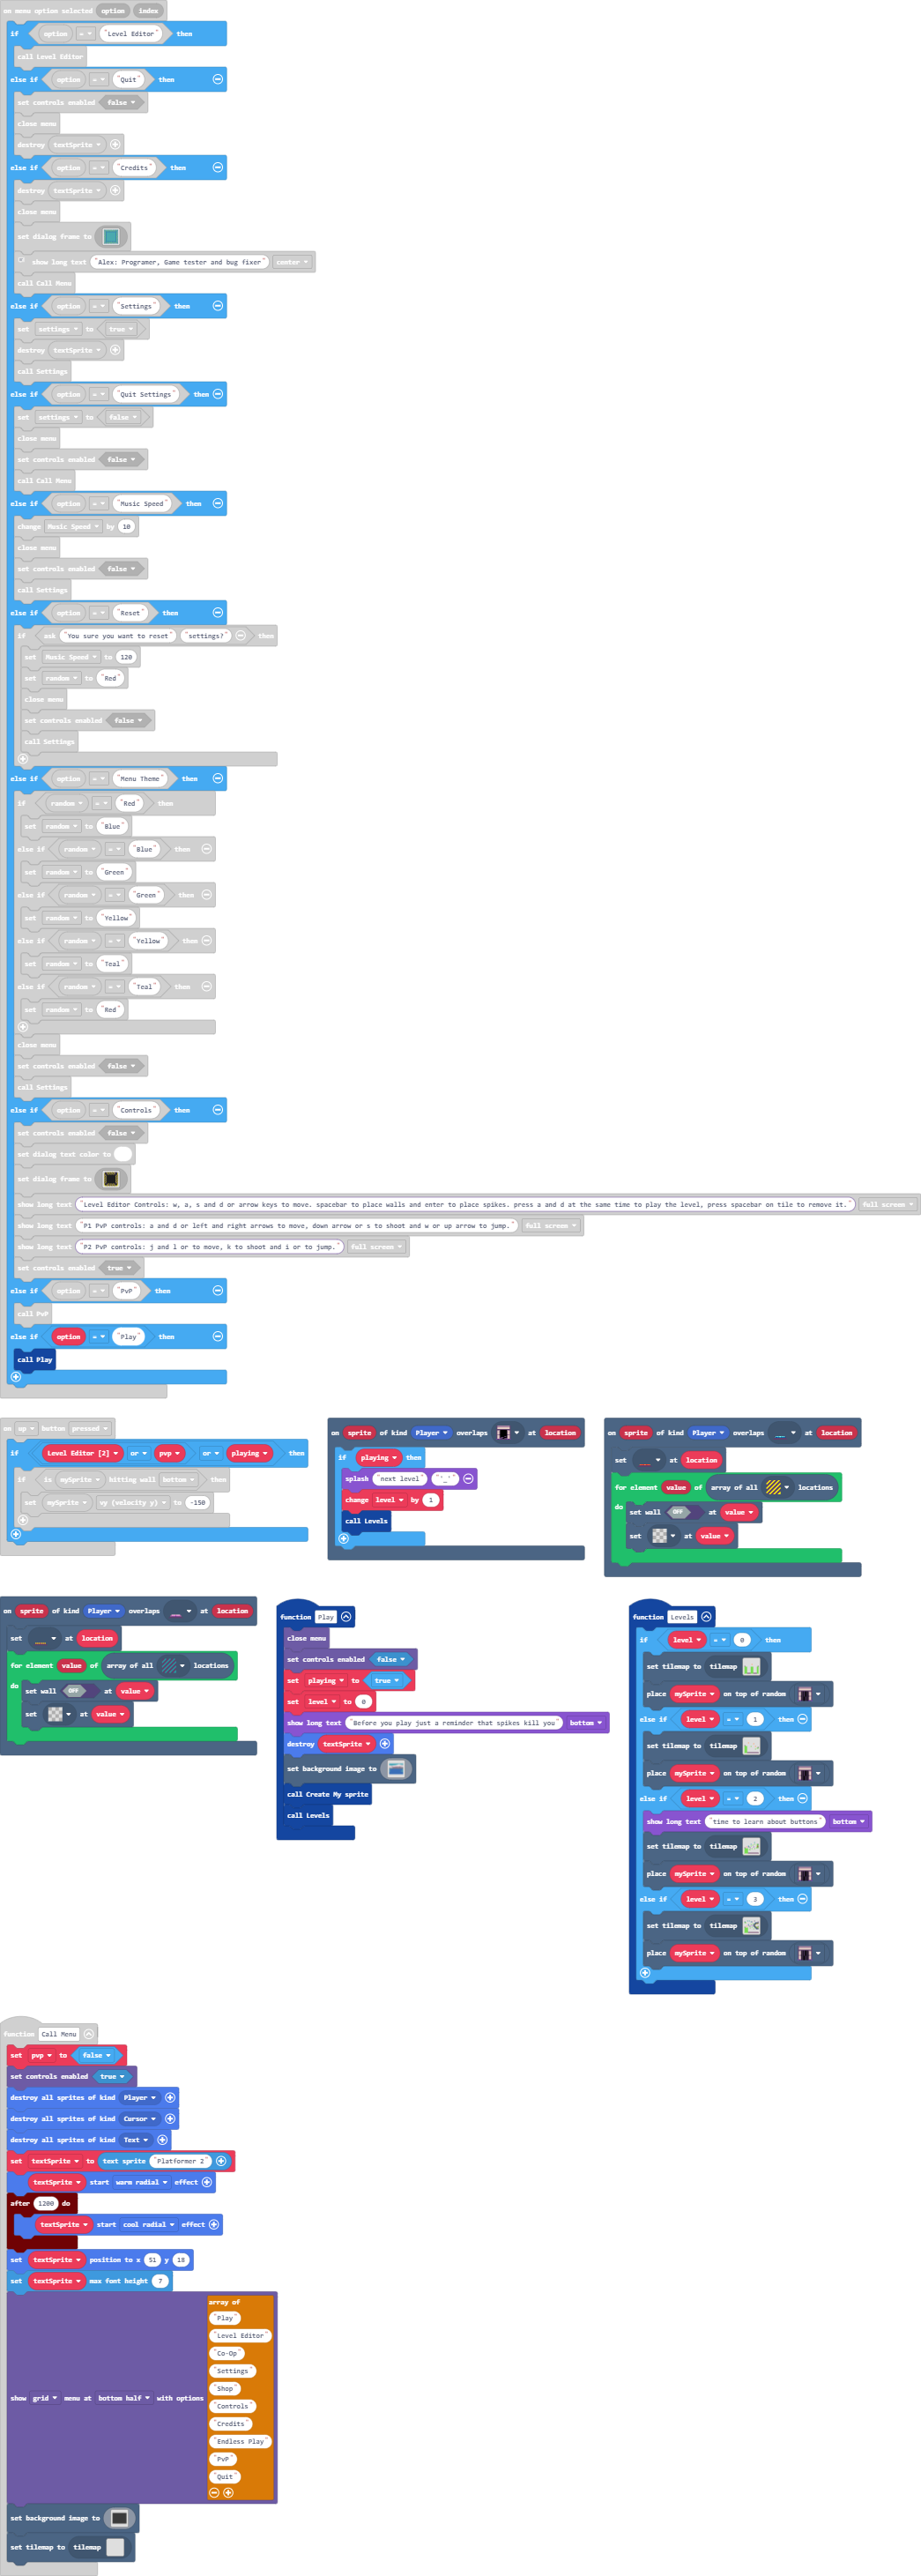 on menu option selected option index
if option = "Level Editor" then
call Level Editor
else if option = "Quit" then
set controls enabled false
close menu
destroy textSprite
else if option = "Credits" then
destroy textSprite
close menu
set dialog frame to
show long text "Alex: Programer, Game tester and bug fixer" center
call Call Menu
else if option = "Settings" then
set settings to true
destroy textSprite
call Settings
else if option = "Quit Settings" then
set settings to false
close menu
set controls enabled false
call Call Menu
else if option = "Music Speed" then
change Music Speed by 10
close menu
set controls enabled false
call Settings
else if option = "Reset" then
if ask "You sure you want to reset" "settings?" then
set Music Speed to 120
set random to "Red"
close menu
set controls enabled false
call Settings
else if option = "Menu Theme" then
if random = "Red" then
set random to "Blue"
else if random = "Blue" then
set random to "Green"
else if random = "Green" then
set random to "Yellow"
else if random = "Yellow" then
set random to "Teal"
else if random = "Teal" then
set random to "Red"
close menu
set controls enabled false
call Settings
else if option = "Controls" then
set controls enabled false
set dialog text color to
set dialog frame to
show long text "Level Editor Controls: w, a, s and d or arrow keys to move. spacebar to place walls and enter to place spikes. press a and d at the same time to play the level, press spacebar on tile to remove it." full screen
show long text "P1 PvP controls: a and d or left and right arrows to move, down arrow or s to shoot and w or up arrow to jump." full screen
show long text "P2 PvP controls: j and l or to move, k to shoot and i or to jump." full screen
set controls enabled true
else if option = "PvP" then
call PvP
else if option = "Play" then
call Play
on up button pressed
if Level Editor [2] or pvp or playing then
if is mySprite hitting wall bottom then
set mySprite vy (velocity y) to -150
on sprite of kind Player overlaps at location
if playing then
splash "next level" "'_'"
change level by 1
call Levels
on sprite of kind Player overlaps at location
set at location
for element value of array of all locations
do set wall OFF at value
set at value
on sprite of kind Player overlaps at location
set at location
for element value of array of all locations
do set wall OFF at value
set at value
function Play
close menu
set controls enabled false
set playing to true
set level to 0
show long text "Before you play just a reminder that spikes kill you" bottom
destroy textSprite
set background image to
call Create My sprite
call Levels
function Levels
if level = 0 then
set tilemap to tilemap
place mySprite on top of random
else if level = 1 then
set tilemap to tilemap
place mySprite on top of random
else if level = 2 then
show long text "time to learn about buttons" bottom
set tilemap to tilemap
place mySprite on top of random
else if level = 3 then
set tilemap to tilemap
place mySprite on top of random
function Call Menu
set pvp to false
set controls enabled true
destroy all sprites of kind Player
destroy all sprites of kind Cursor
destroy all sprites of kind Text
set textSprite to text sprite "Platformer 2"
textSprite start warm radial effect
after 1200 do
textSprite start cool radial effect
set textSprite position to x 51 y 18
set textSprite max font height 7
array of
"Play"
"Level Editor"
"Co-Op"
"Settings"
"Shop"
show grid menu at bottom half with options
"Controls"
"Credits"
"Endless Play"
"PvP"
"Quit"
set background image to
set tilemap to tilemap